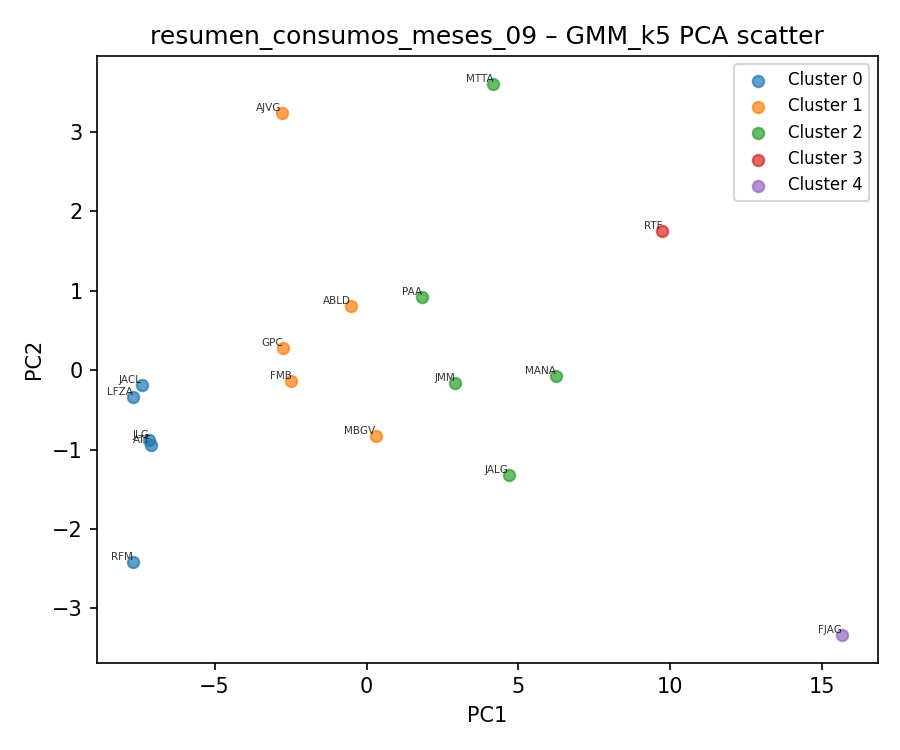 resumen_consumos_meses_09 – GMM_k5 PCA scatter
Cluster 0
Cluster 1
Cluster 2
Cluster 3
Cluster 4
MTTA
AJVG
RTF
PAA
ABLD
GPC
FMB
JMM
MANA
JACL
LFZA
MBGV
JALG
RFM
FJAG
3
2
1
0
−1
−2
−3
PC2
−5
0
5
10
15
PC1